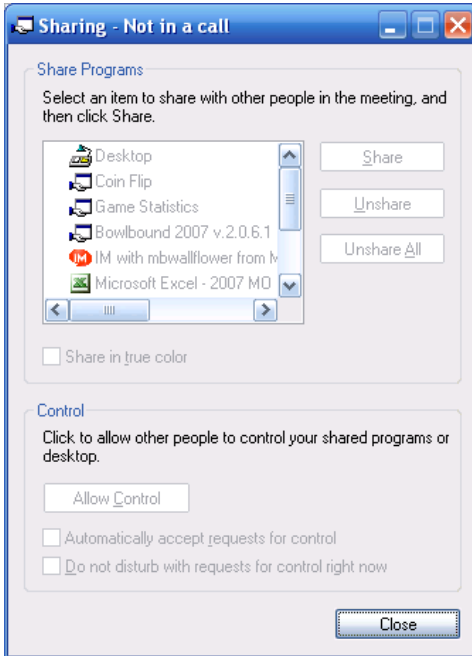 Sharing - Not in a call
Share Programs
Select an item to share with other people in the meeting, and
then click Share.
Desktop
Share
Coin Flip
Game Statistics
Unshare
Bowlbound 2007 v.2.0.6.1
Unshare All
IM with mbwallflower from M
Microsoft Excel - 2007 MO
Share in true color
Control
Click to allow other people to control your shared programs or
desktop.
Allow Control
Automatically accept requests for control
Do not disturb with requests for control right now
Close